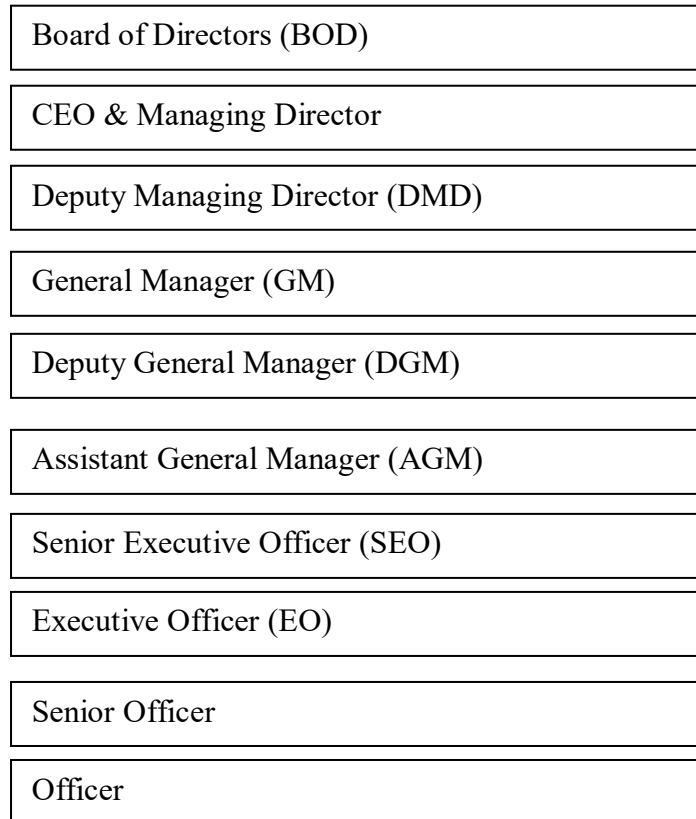 Board of Directors (BOD)
CEO & Managing Director
Deputy Managing Director (DMD)
General Manager (GM)
Deputy General Manager (DGM)
Assistant General Manager (AGM)
Senior Executive Officer (SEO)
Executive Officer (EO)
Senior Officer
Officer